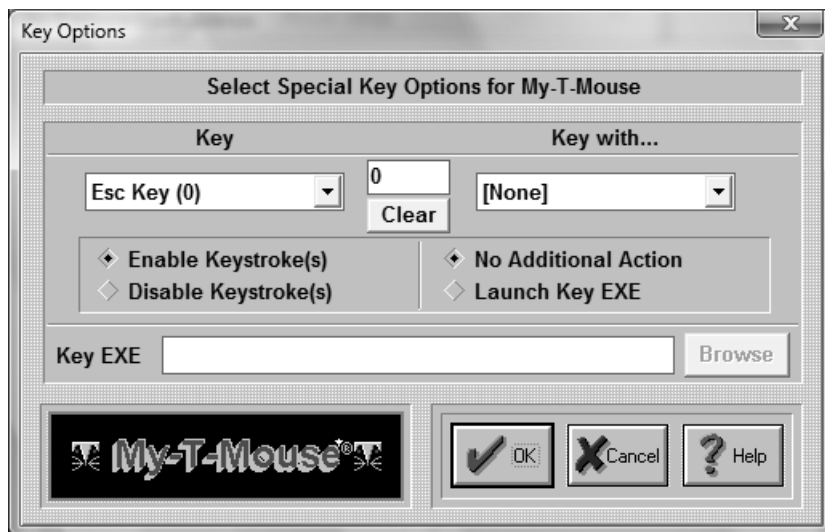 Key Options
Select Special Key Options for My-T-Mouse
Key Key with...
Esc Key (0) 0 [None]
Clear
Enable Keystroke(s) No Additional Action
Disable Keystroke(s) Launch Key EXE
Key EXE Browse
My-T-Mouse® OK Cancel Help